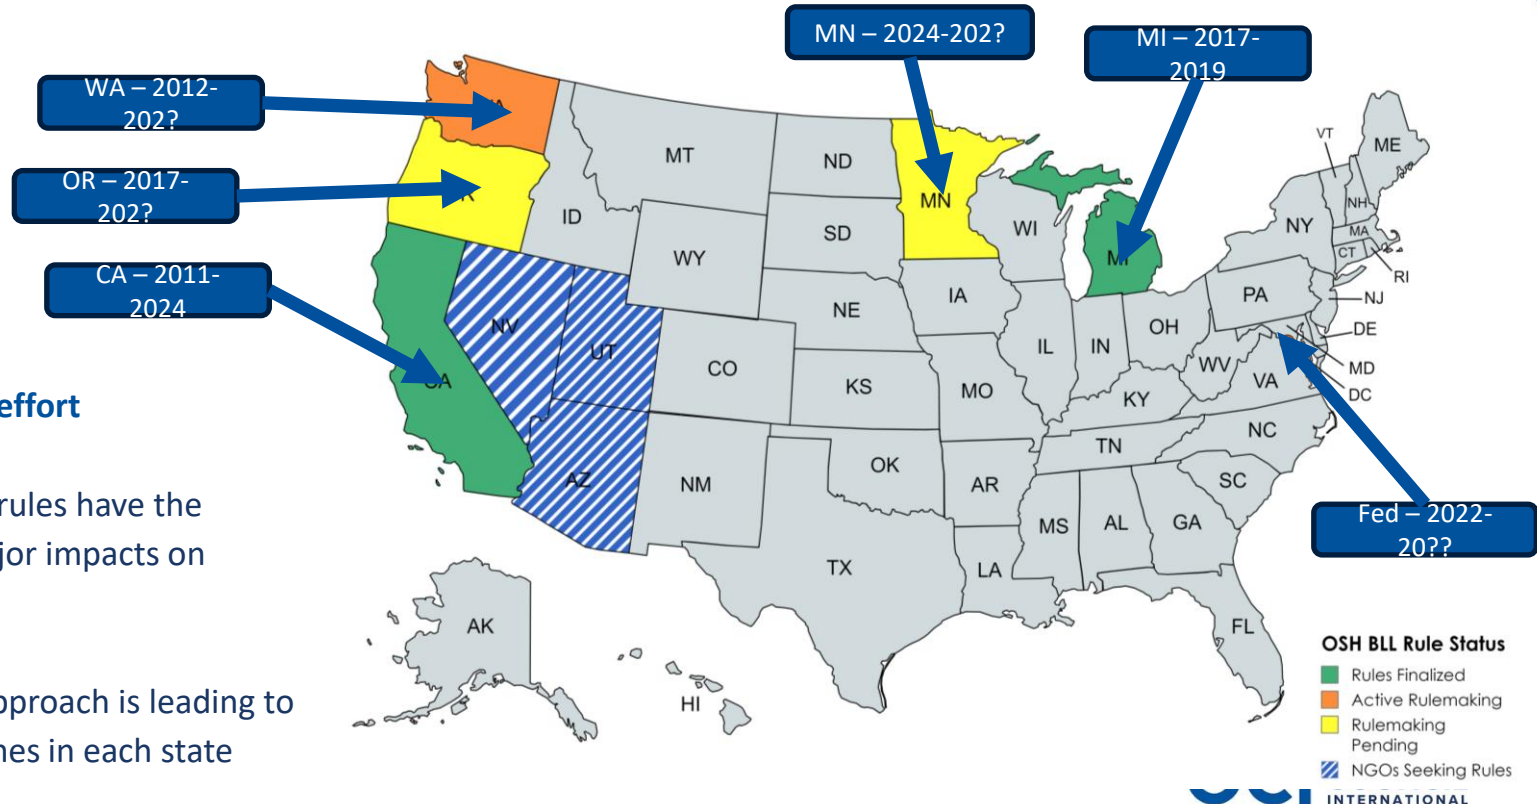 MN – 2024-202?
MI – 2017-
2019
WA – 2012-
202?
OR – 2017-
202?
CA – 2011-
2024
Fed – 2022-
20??
effort
rules have the
jor impacts on
pproach is leading to
nes in each state
MT
ND
MN
ID
SD
WI
WY
MI
NY
VT
ME
NH
MA
CT
RI
IA
PA
NJ
NE
OH
NV
UT
IL
IN
DE
CO
WV
MD
CA
KS
MO
VA
DC
KY
NC
TN
OK
AZ
NM
AR
SC
MS
AL
GA
TX
LA
FL
AK
HI
OSH BLL Rule Status
Rules Finalized
Active Rulemaking
Rulemaking
Pending
NGOs Seeking Rules
INTERNATIONAL